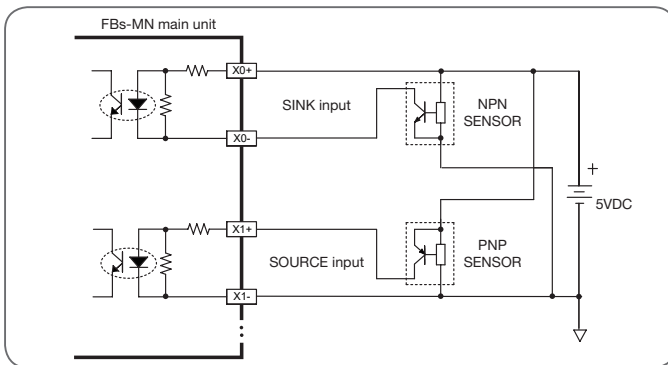 FBs-MN main unit
X0+
SINK input
NPN
SENSOR
X0-
+
5VDC
X1+
SOURCE input
PNP
SENSOR
X1-